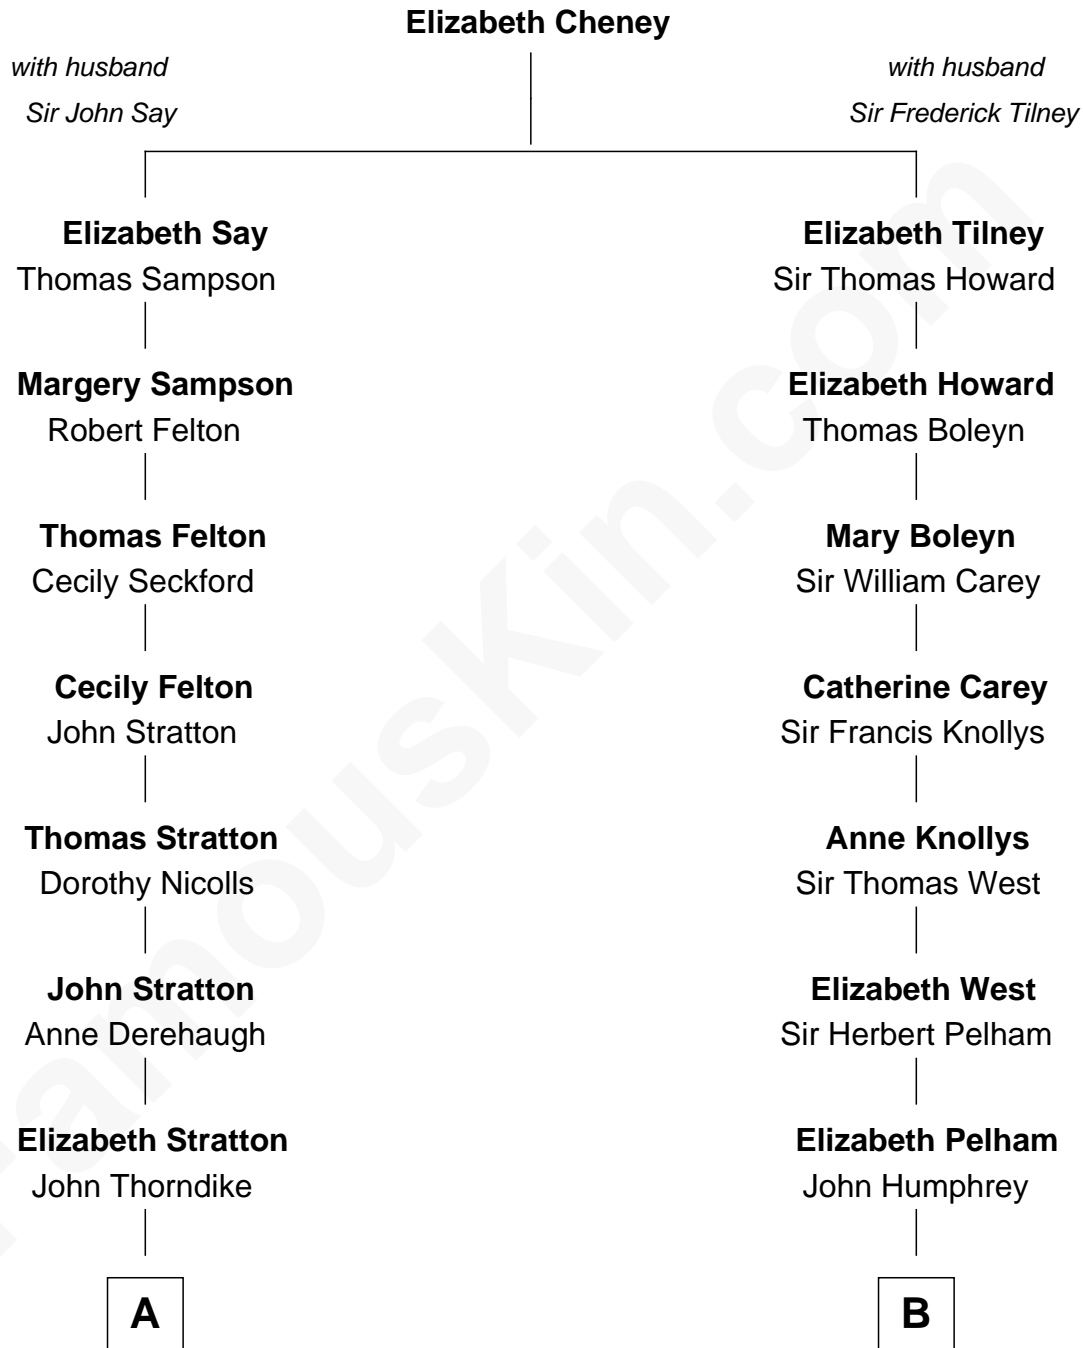 Elizabeth Cheney
with husband
Sir John Say
with husband
Sir Frederick Tilney
Elizabeth Say
Thomas Sampson
Elizabeth Tilney
Sir Thomas Howard
Margery Sampson
Robert Felton
Elizabeth Howard
Thomas Boleyn
Thomas Felton
Cecily Seckford
Mary Boleyn
Sir William Carey
Cecily Felton
John Stratton
Catherine Carey
Sir Francis Knollys
Thomas Stratton
Dorothy Nicolls
Anne Knollys
Sir Thomas West
John Stratton
Anne Derehaugh
Elizabeth West
Sir Herbert Pelham
Elizabeth Stratton
John Thorndike
Elizabeth Pelham
John Humphrey
A
B
FamousKin.com